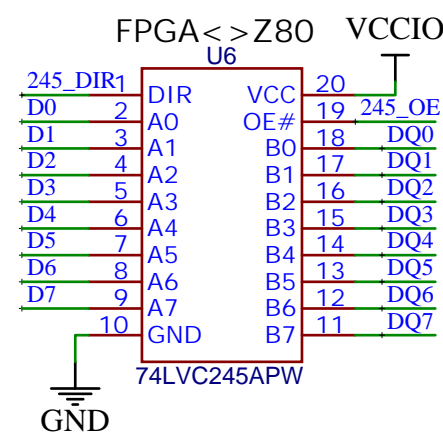 FPGA<>Z80 VCCIO
U6
245_DIR 1 DIR VCC 20
D0 2 A0 OE# 19 245_OE
D1 3 A1 B0 18 DQ0
D2 4 A2 B1 17 DQ1
D3 5 A3 B2 16 DQ2
D4 6 A4 B3 15 DQ3
D5 7 A5 B4 14 DQ4
D6 8 A6 B5 13 DQ5
D7 9 A7 B6 12 DQ6
10 GND B7 11 DQ7
74LVC245APW
GND